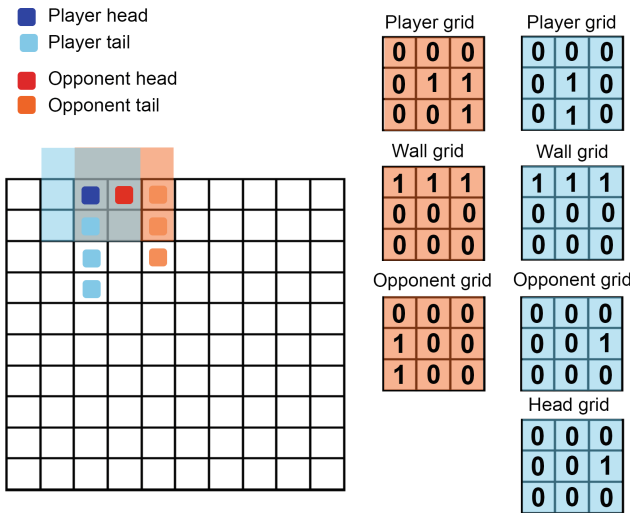 Player head
Player tail
Opponent head
Opponent tail
Player grid
0 0 0
0 1 1
0 0 1
Wall grid
1 1 1
0 0 0
0 0 0
Opponent grid
0 0 0
1 0 0
1 0 0
Player grid
0 0 0
0 1 0
0 1 0
Wall grid
1 1 1
0 0 0
0 0 0
Opponent grid
0 0 0
0 0 1
0 0 0
Head grid
0 0 0
0 0 1
0 0 0